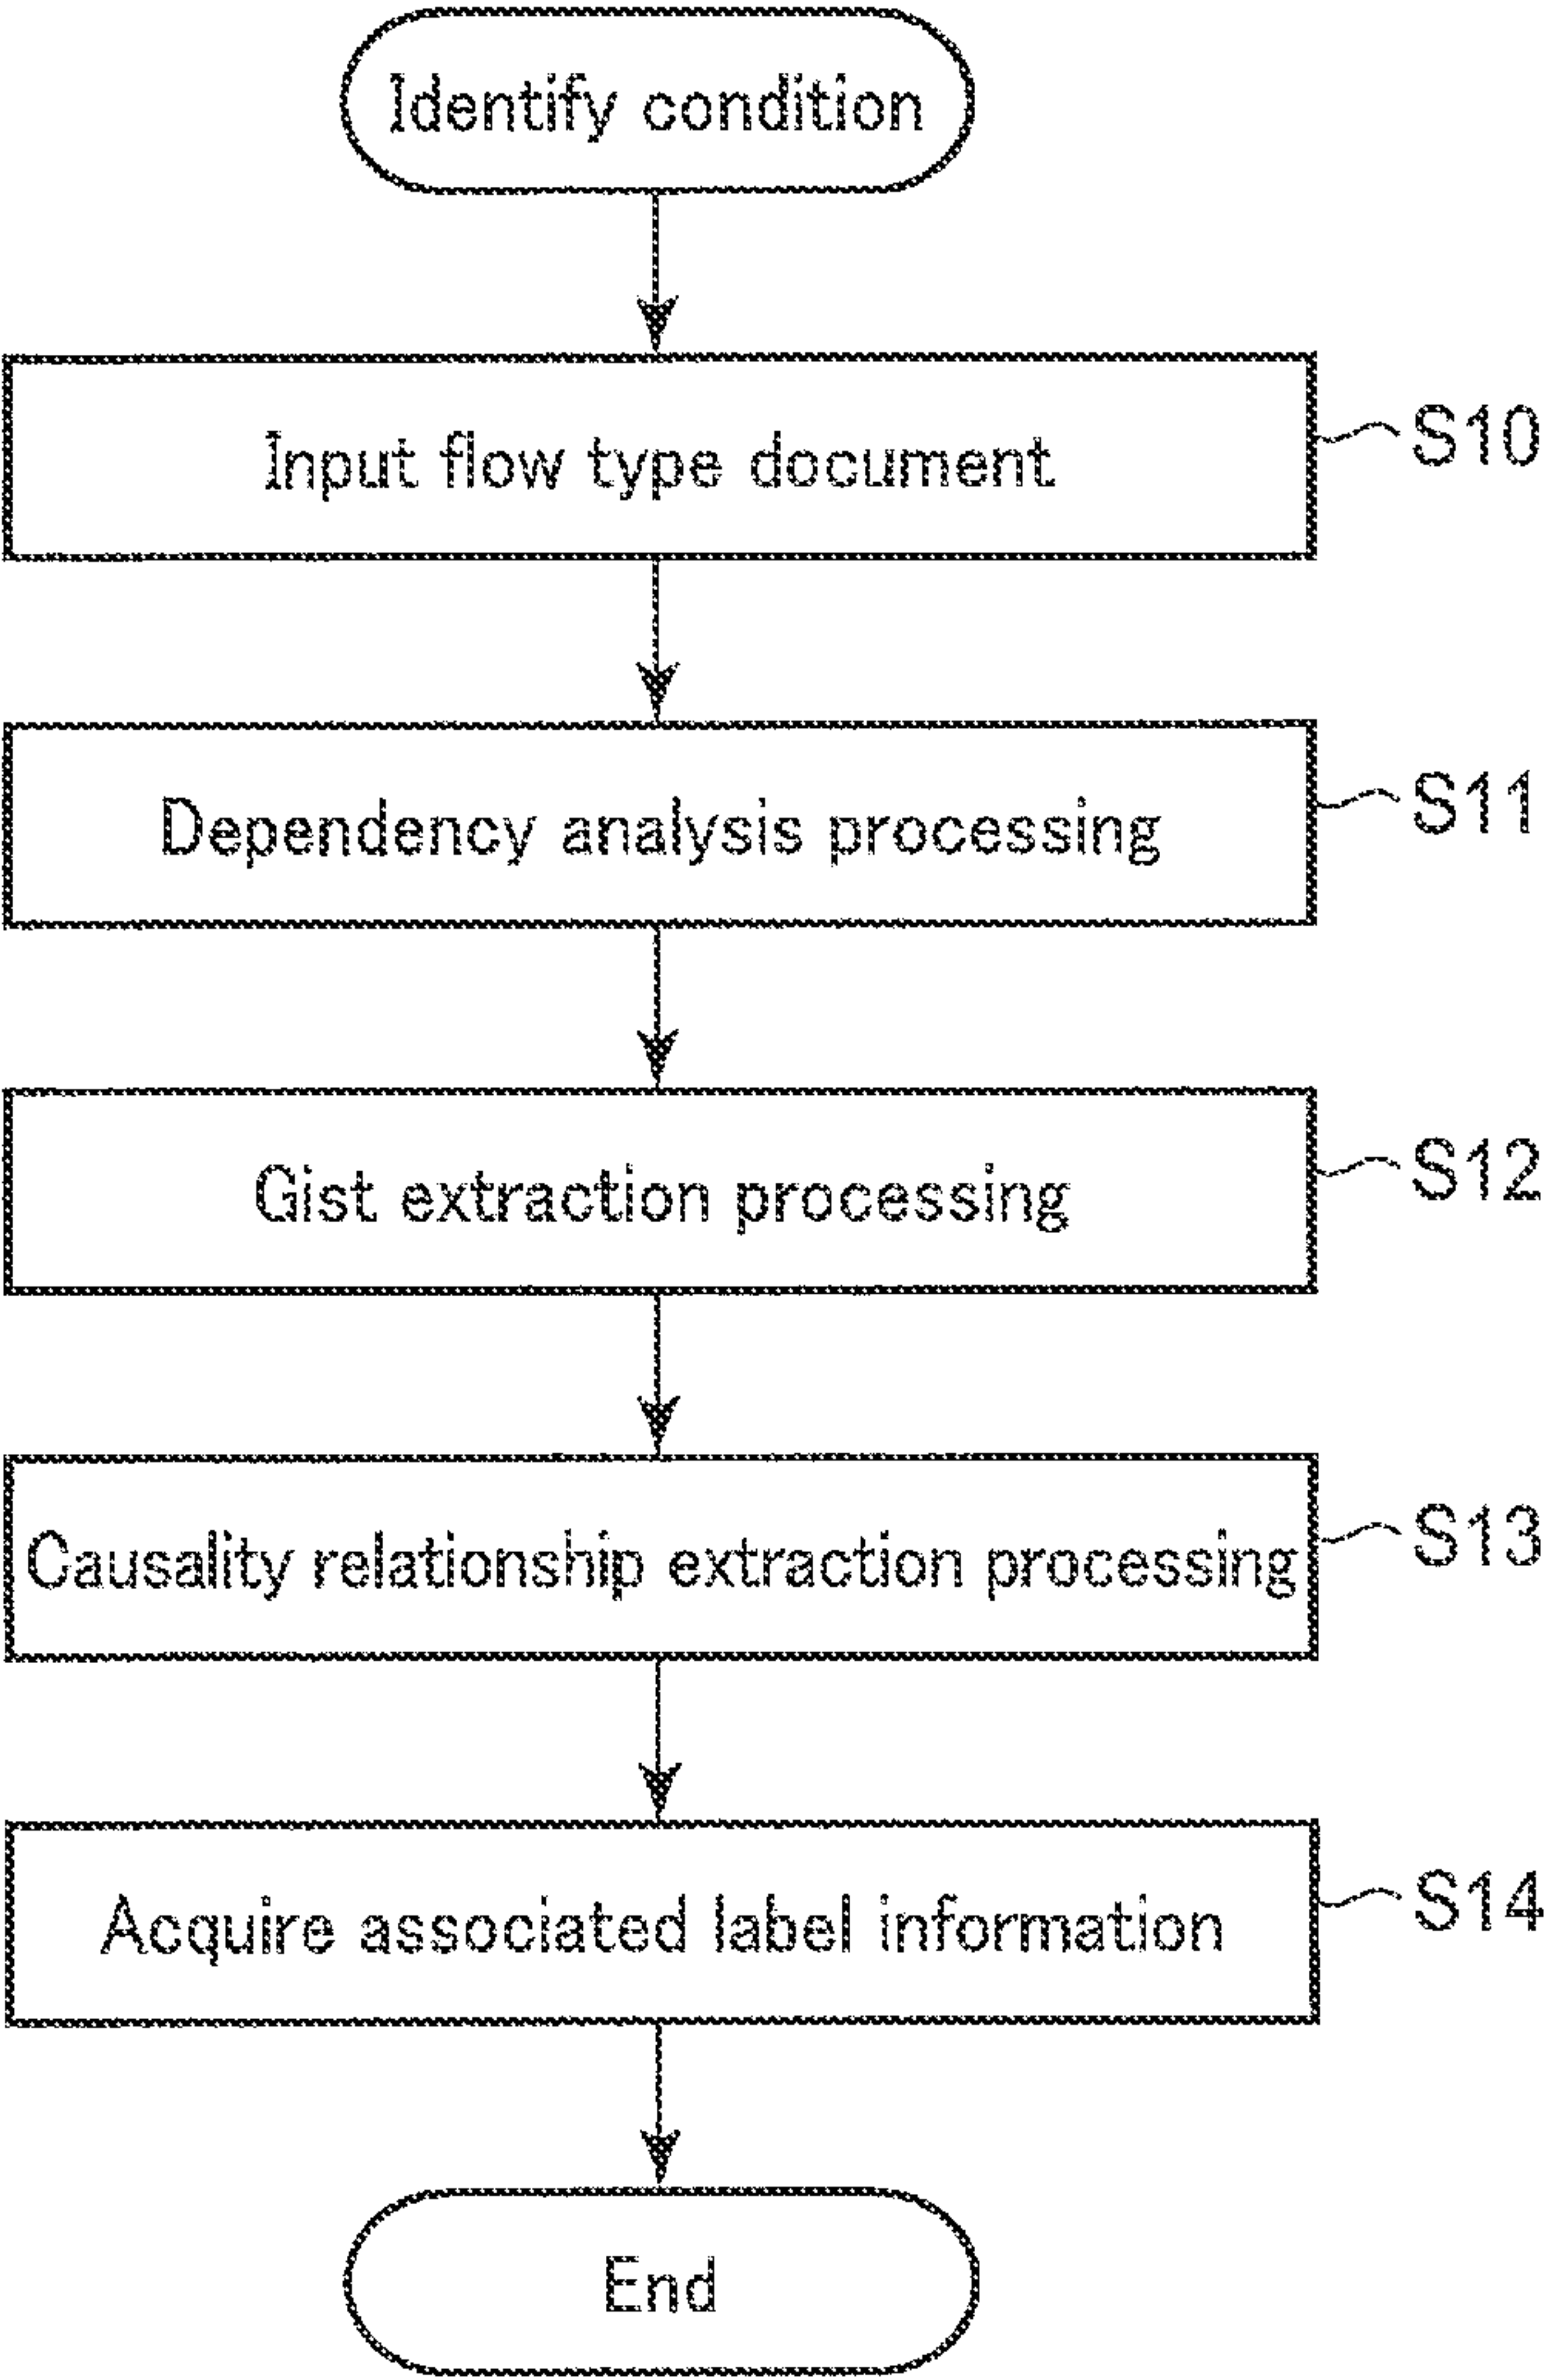 Identify condition
Input flow type document
S10
Dependency analysis processing
S11
Gist extraction processing
S12
Causality relationship extraction processing
S13
Acquire associated label information
S14
End